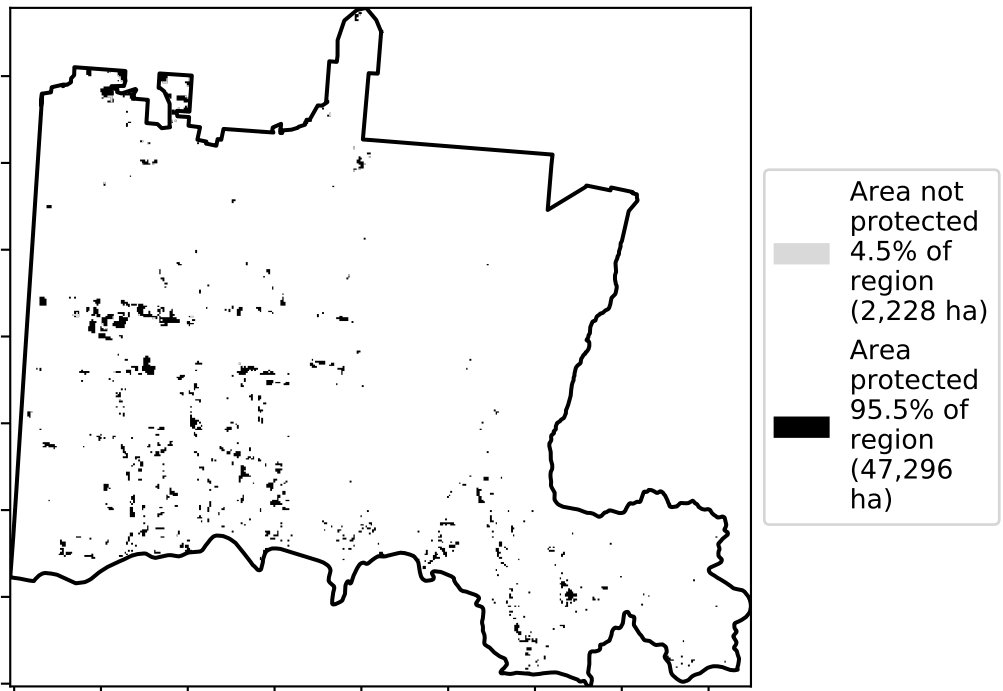 Area not
protected
4.5% of
region
(2,228 ha)
Area
protected
95.5% of
region
(47,296
ha)